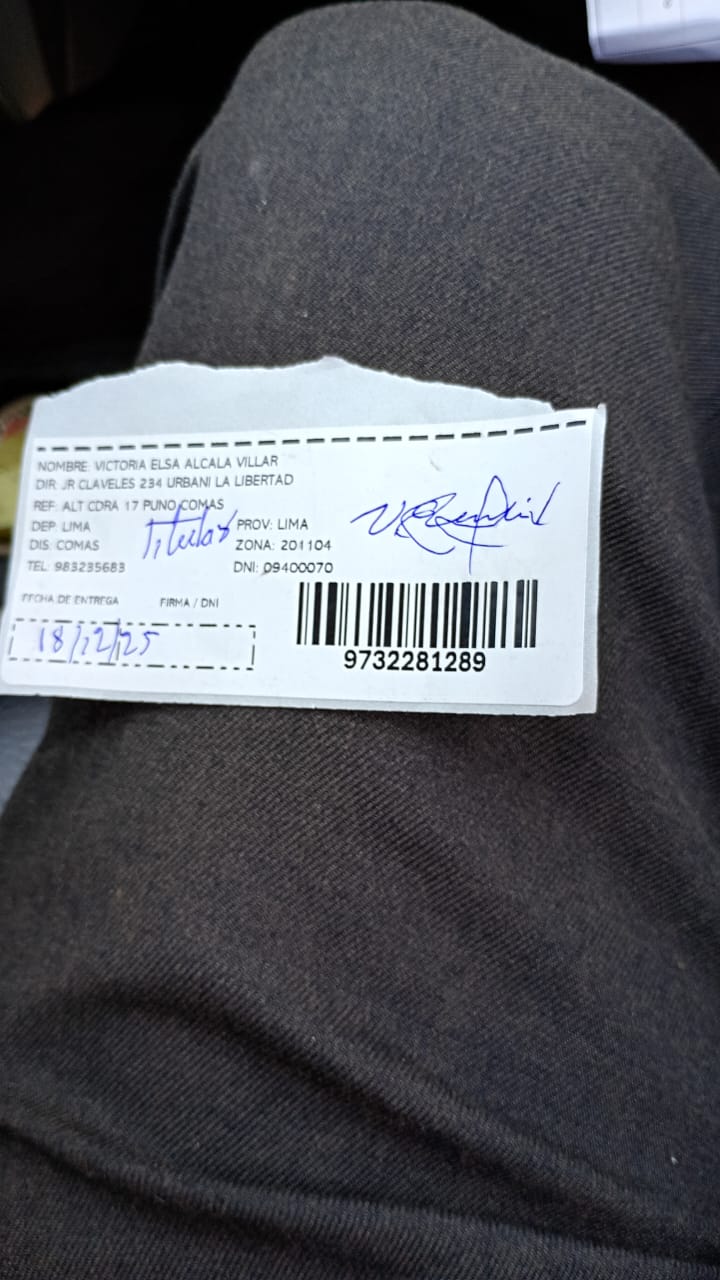 NOMBRE: VICTORIA ELSA ALCALA VILLAR
DIR: JR CLAVELES 234 URBANI LA LIBERTAD
REF: ALT CDRA 17 PUNO COMAS
DEP: LIMA PROV: LIMA
Titular
DIS: COMAS ZONA: 201104
TEL: 983235683 DNI: 09400070
FECHA DE ENTREGA FIRMA / DNI
18/12/25
9732281289